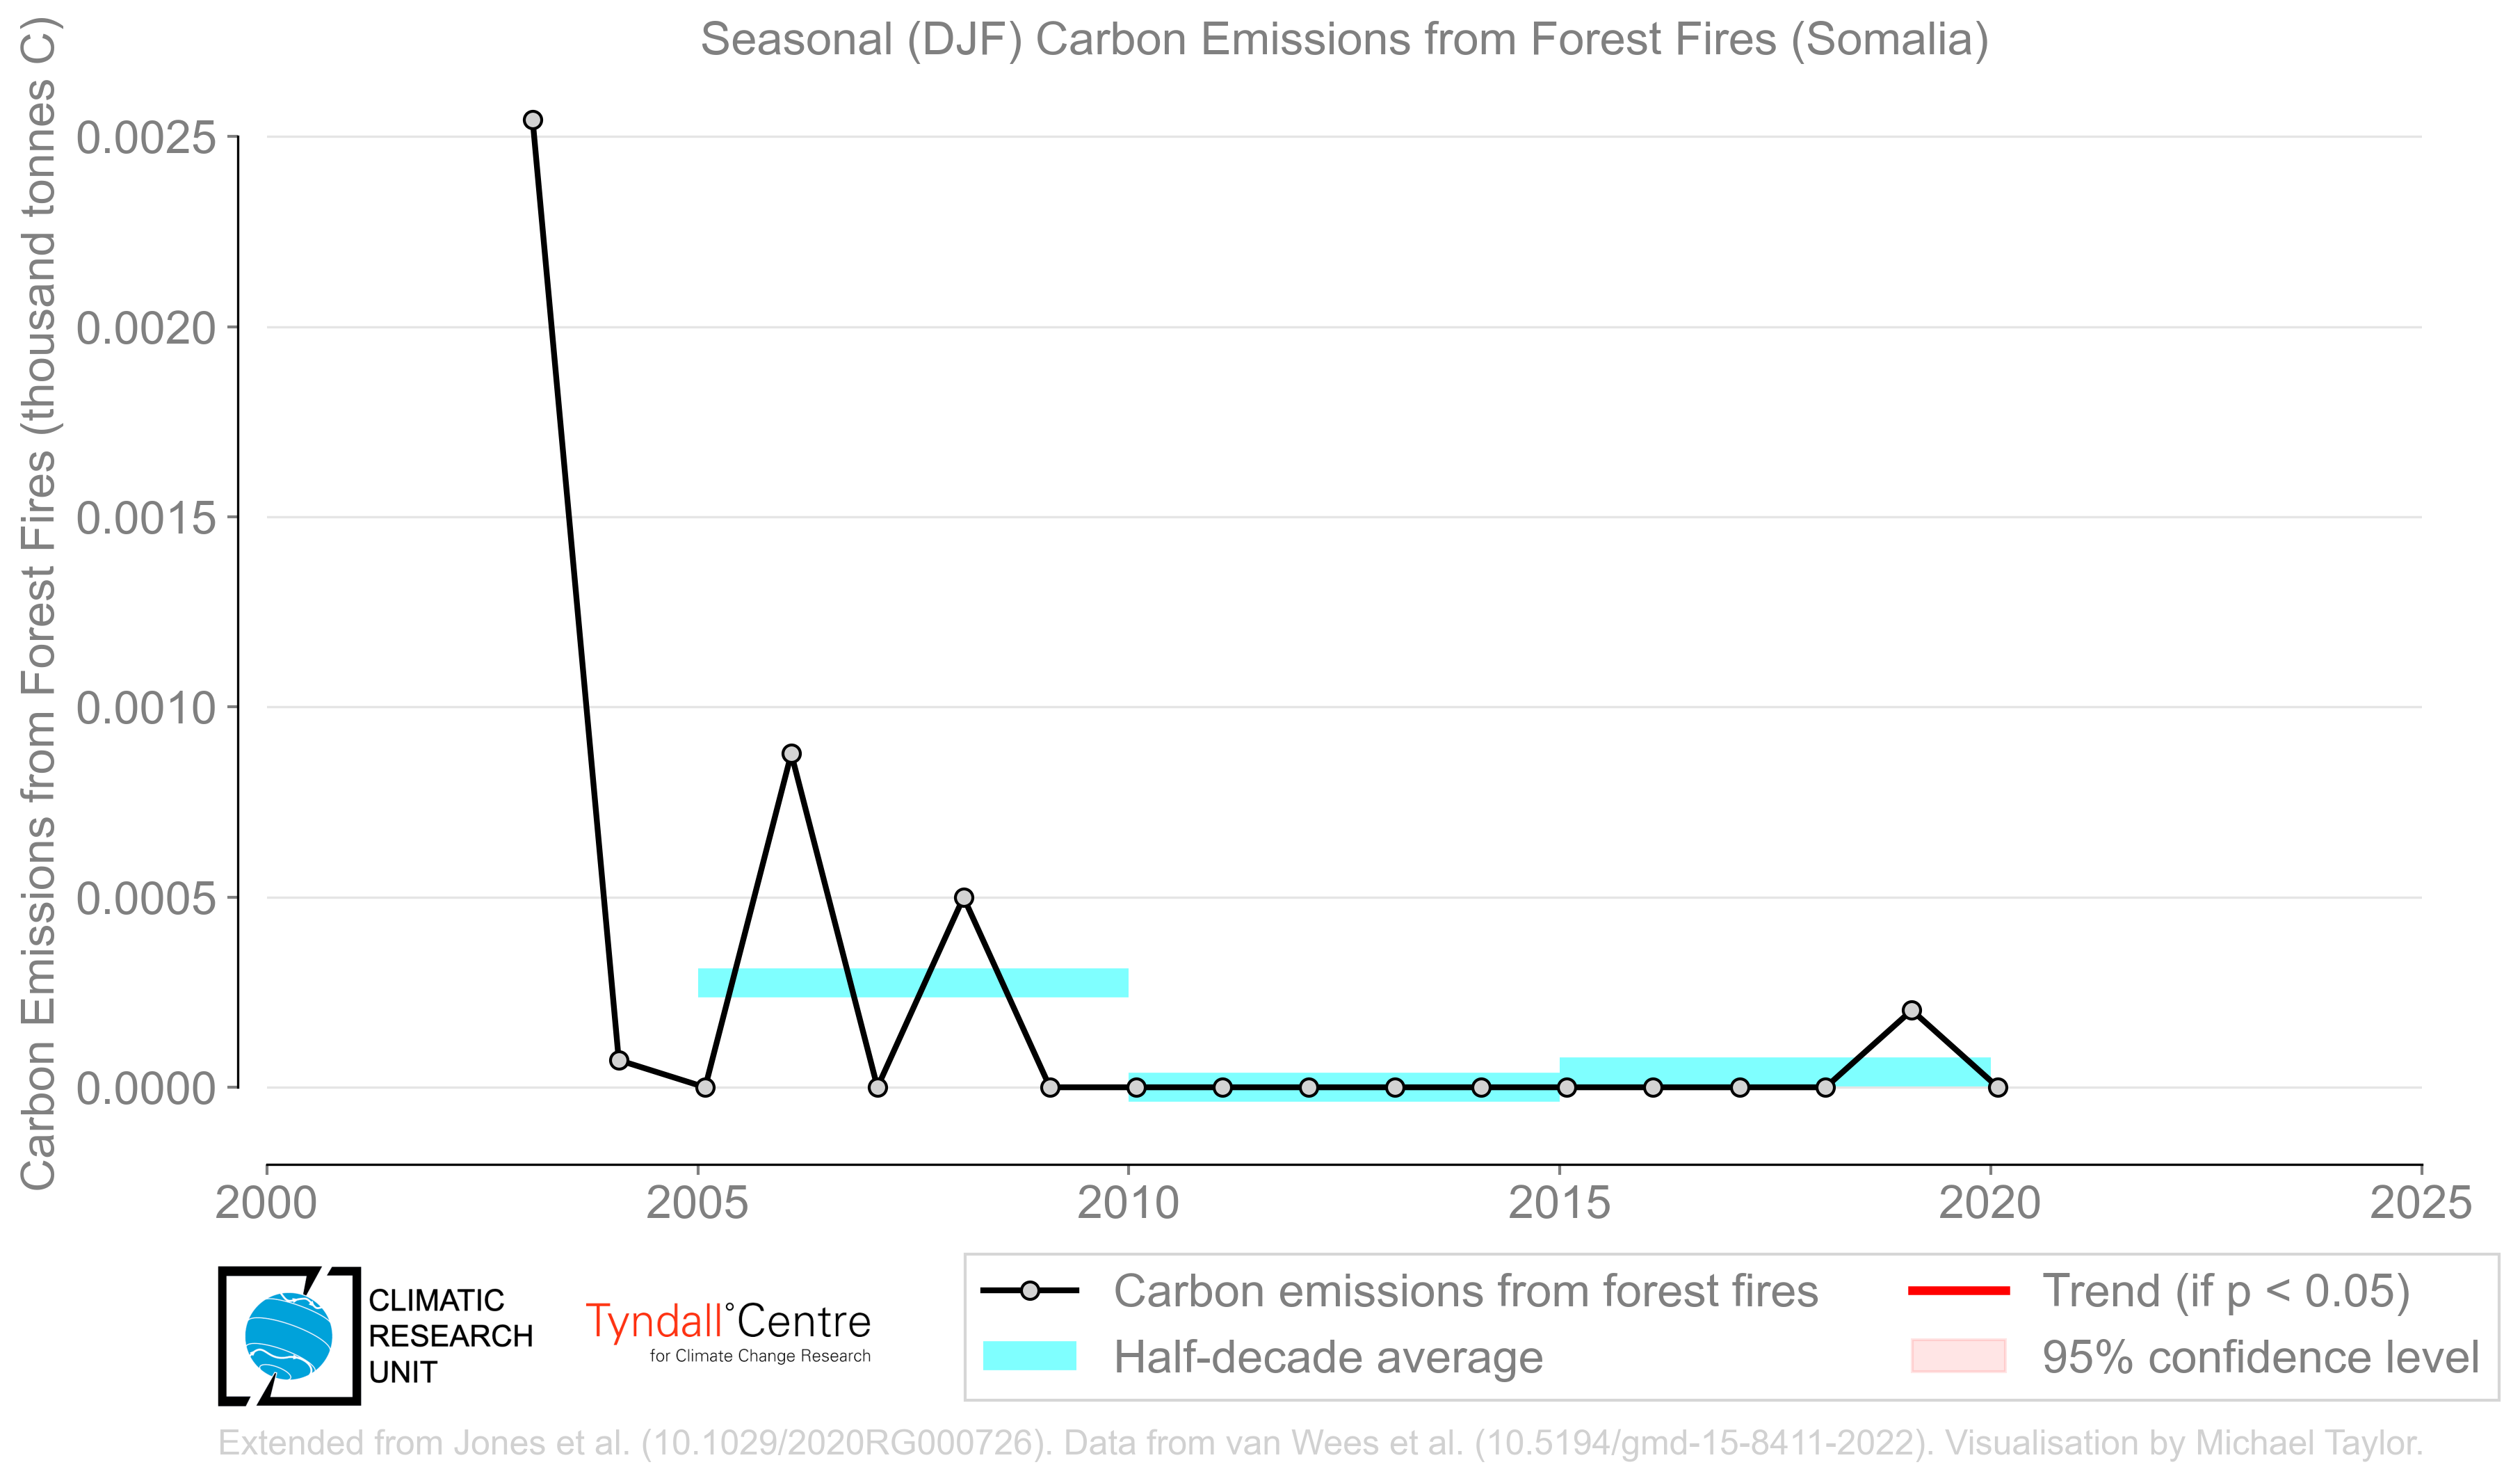 Seasonal (DJF) Carbon Emissions from Forest Fires (Somalia)
Carbon Emissions from Forest Fires (thousand tonnes C)
0.0025
0.0020
0.0015
0.0010
0.0005
0.0000
2000 2005 2010 2015 2020 2025
CLIMATIC
RESEARCH
UNIT
Tyndall°Centre
for Climate Change Research
Carbon emissions from forest fires
Half-decade average
Trend (if p < 0.05)
95% confidence level
Extended from Jones et al. (10.1029/2020RG000726). Data from van Wees et al. (10.5194/gmd-15-8411-2022). Visualisation by Michael Taylor.